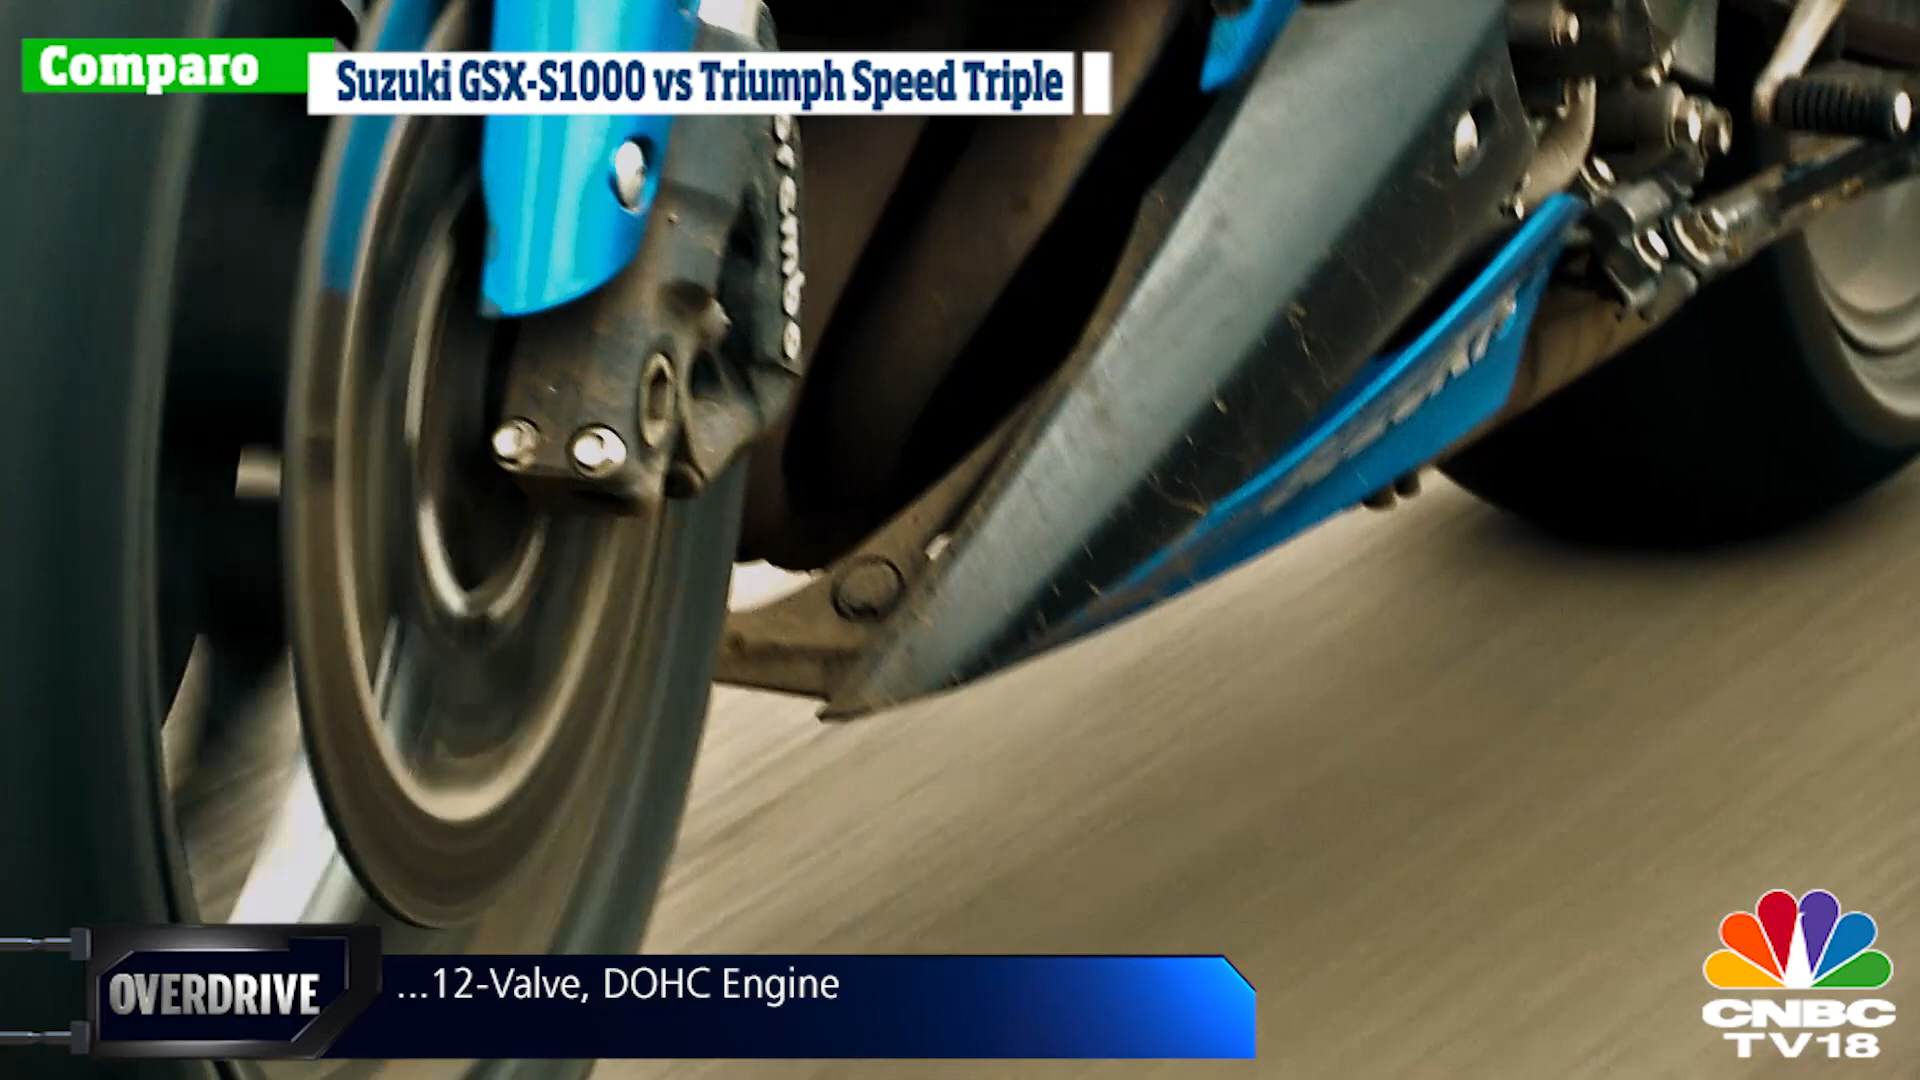 Comparo
Suzuki GSX-S1000 vs Triumph Speed Triple
OVERDRIVE
...12-Valve, DOHC Engine
CNBC
TV18